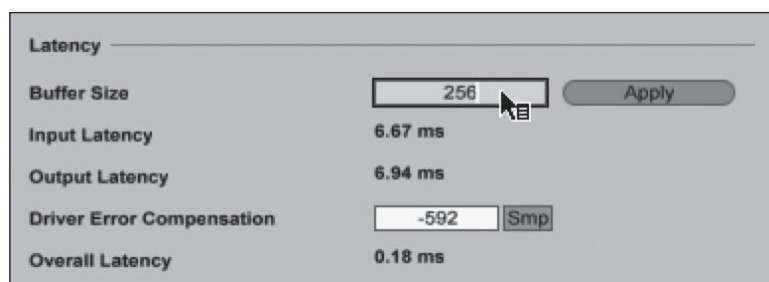 Latency
Buffer Size 256 Apply
Input Latency 6.67 ms
Output Latency 6.94 ms
Driver Error Compensation -592 Smp
Overall Latency 0.18 ms